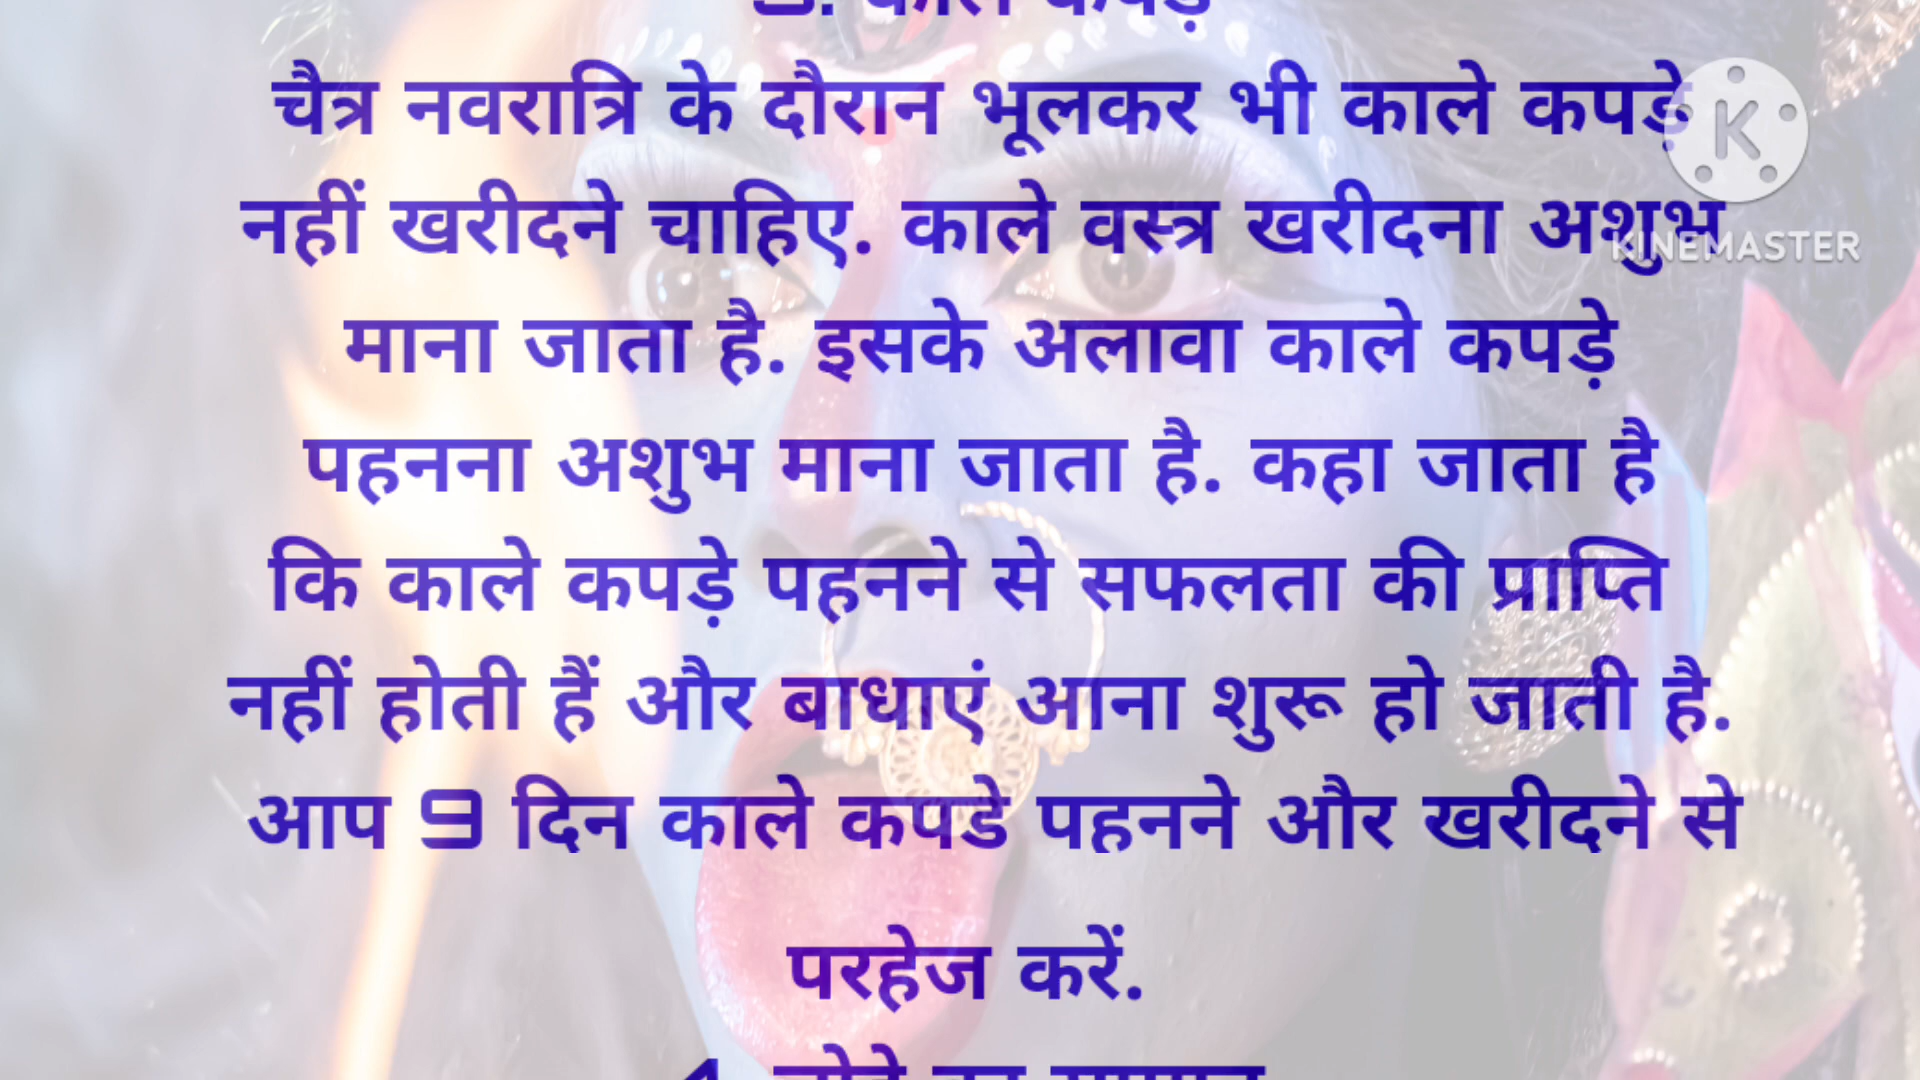 काले कपड़े
चैत्र नवरात्रि के दौरान भूलकर भी काले कपड़े
नहीं खरीदने चाहिए. काले वस्त्र खरीदना अशुभ
माना जाता है. इसके अलावा काले कपड़े
पहनना अशुभ माना जाता है. कहा जाता है
कि काले कपड़े पहनने से सफलता की प्राप्ति
नहीं होती हैं और बाधाएं आना शुरू हो जाती है.
आप 9 दिन काले कपडे पहनने और खरीदने से
परहेज करें.
K
KINEMASTER